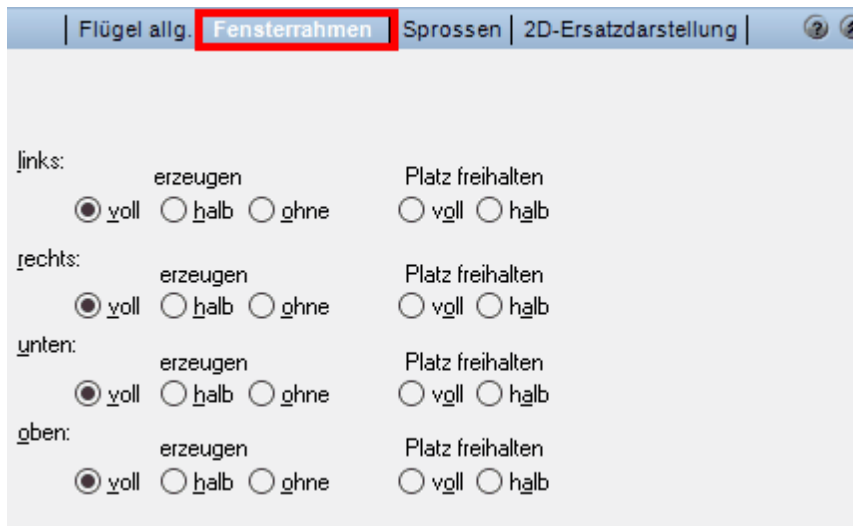 Flügel allg. Fensterrahmen Sprossen 2D-Ersatzdarstellung ?
links:
erzeugen Platz freihalten
voll halb ohne voll halb
rechts:
erzeugen Platz freihalten
voll halb ohne voll halb
unten:
erzeugen Platz freihalten
voll halb ohne voll halb
oben:
erzeugen Platz freihalten
voll halb ohne voll halb